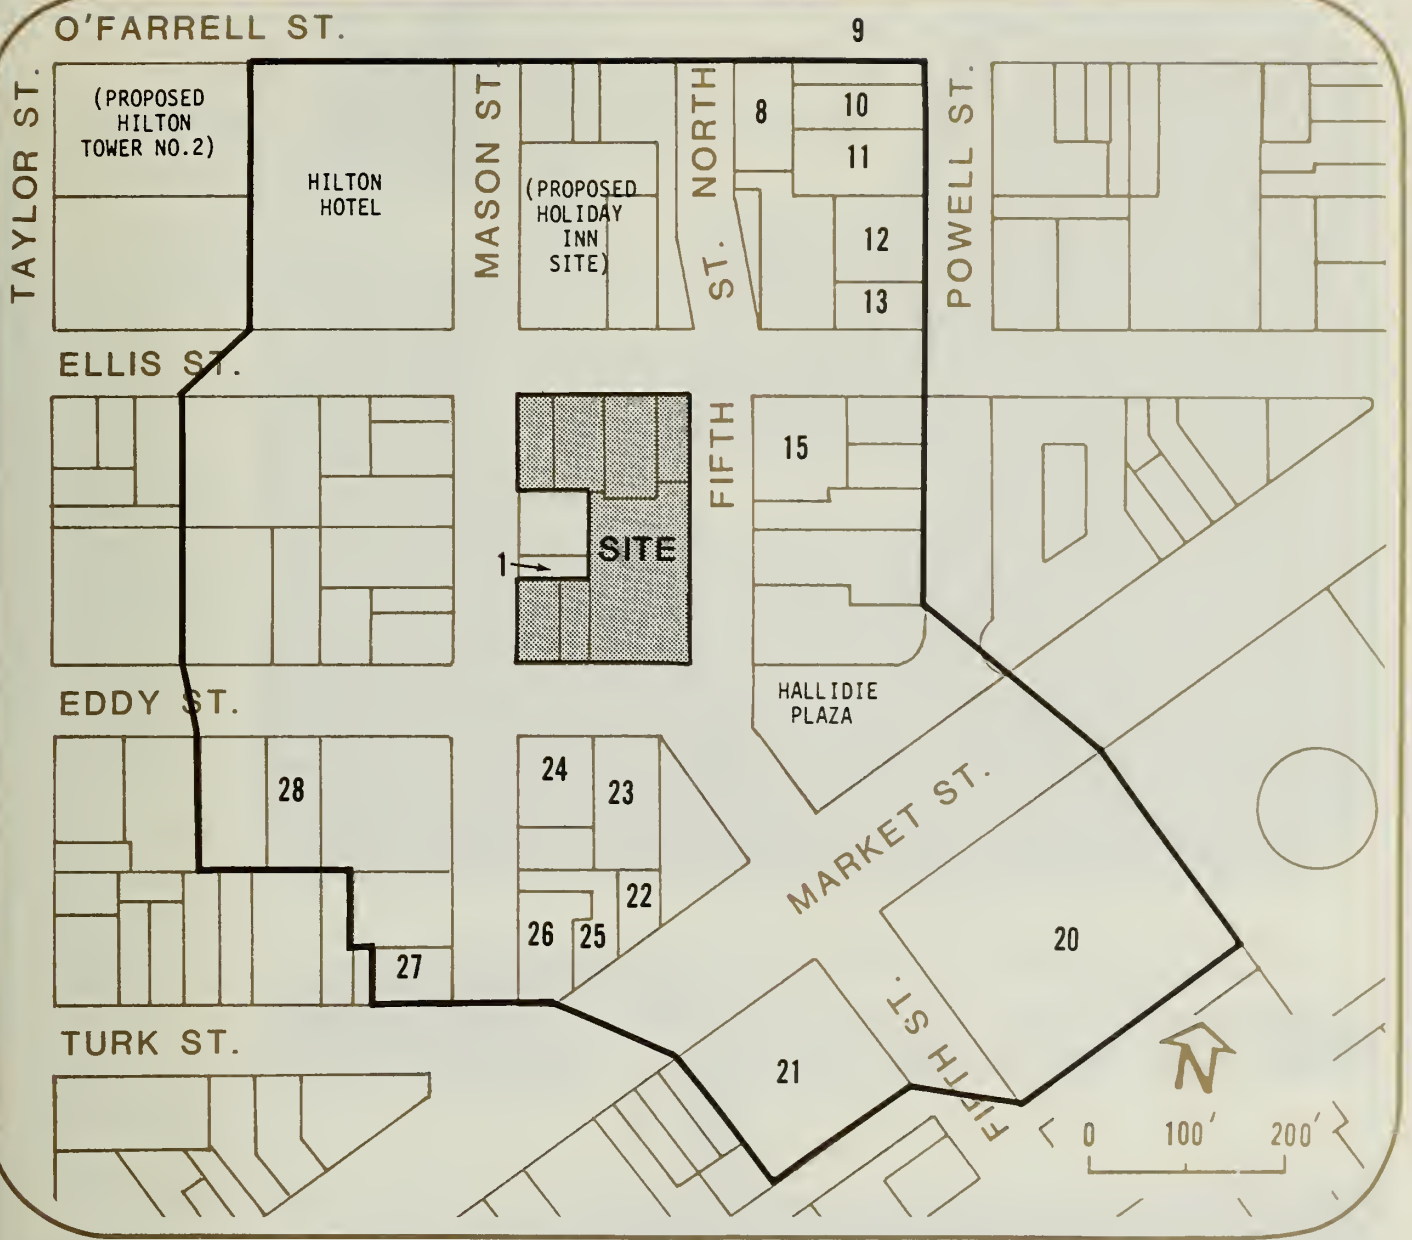 O'FARRELL ST.
9
TAYLOR ST.
(PROPOSED
HILTON
TOWER NO.2)
HILTON
HOTEL
MASON ST.
(PROPOSED
HOLIDAY
INN
SITE)
FIFTH ST. NORTH
8
10
11
12
13
POWELL ST.
ELLIS ST.
15
SITE
1
EDDY ST.
HALLIDIE
PLAZA
28
24
23
22
26
25
27
MARKET ST.
20
FIFTH ST.
21
TURK ST.
N
0 100' 200'